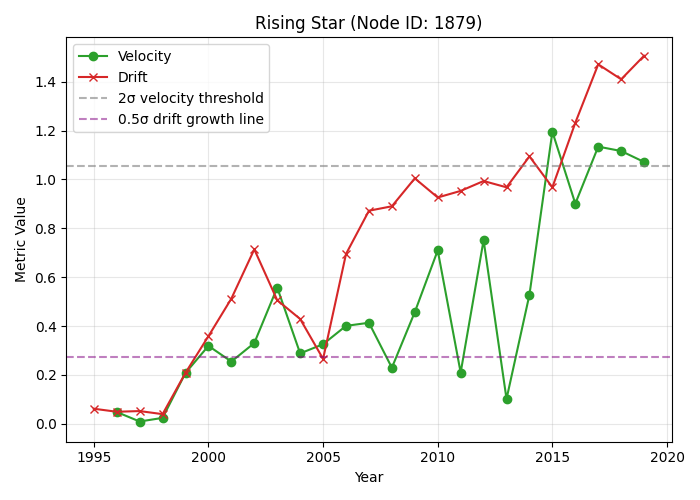 Rising Star (Node ID: 1879)
Velocity
Drift
2σ velocity threshold
0.5σ drift growth line
Metric Value
1.4
1.2
1.0
0.8
0.6
0.4
0.2
0.0
1995 2000 2005 2010 2015 2020
Year